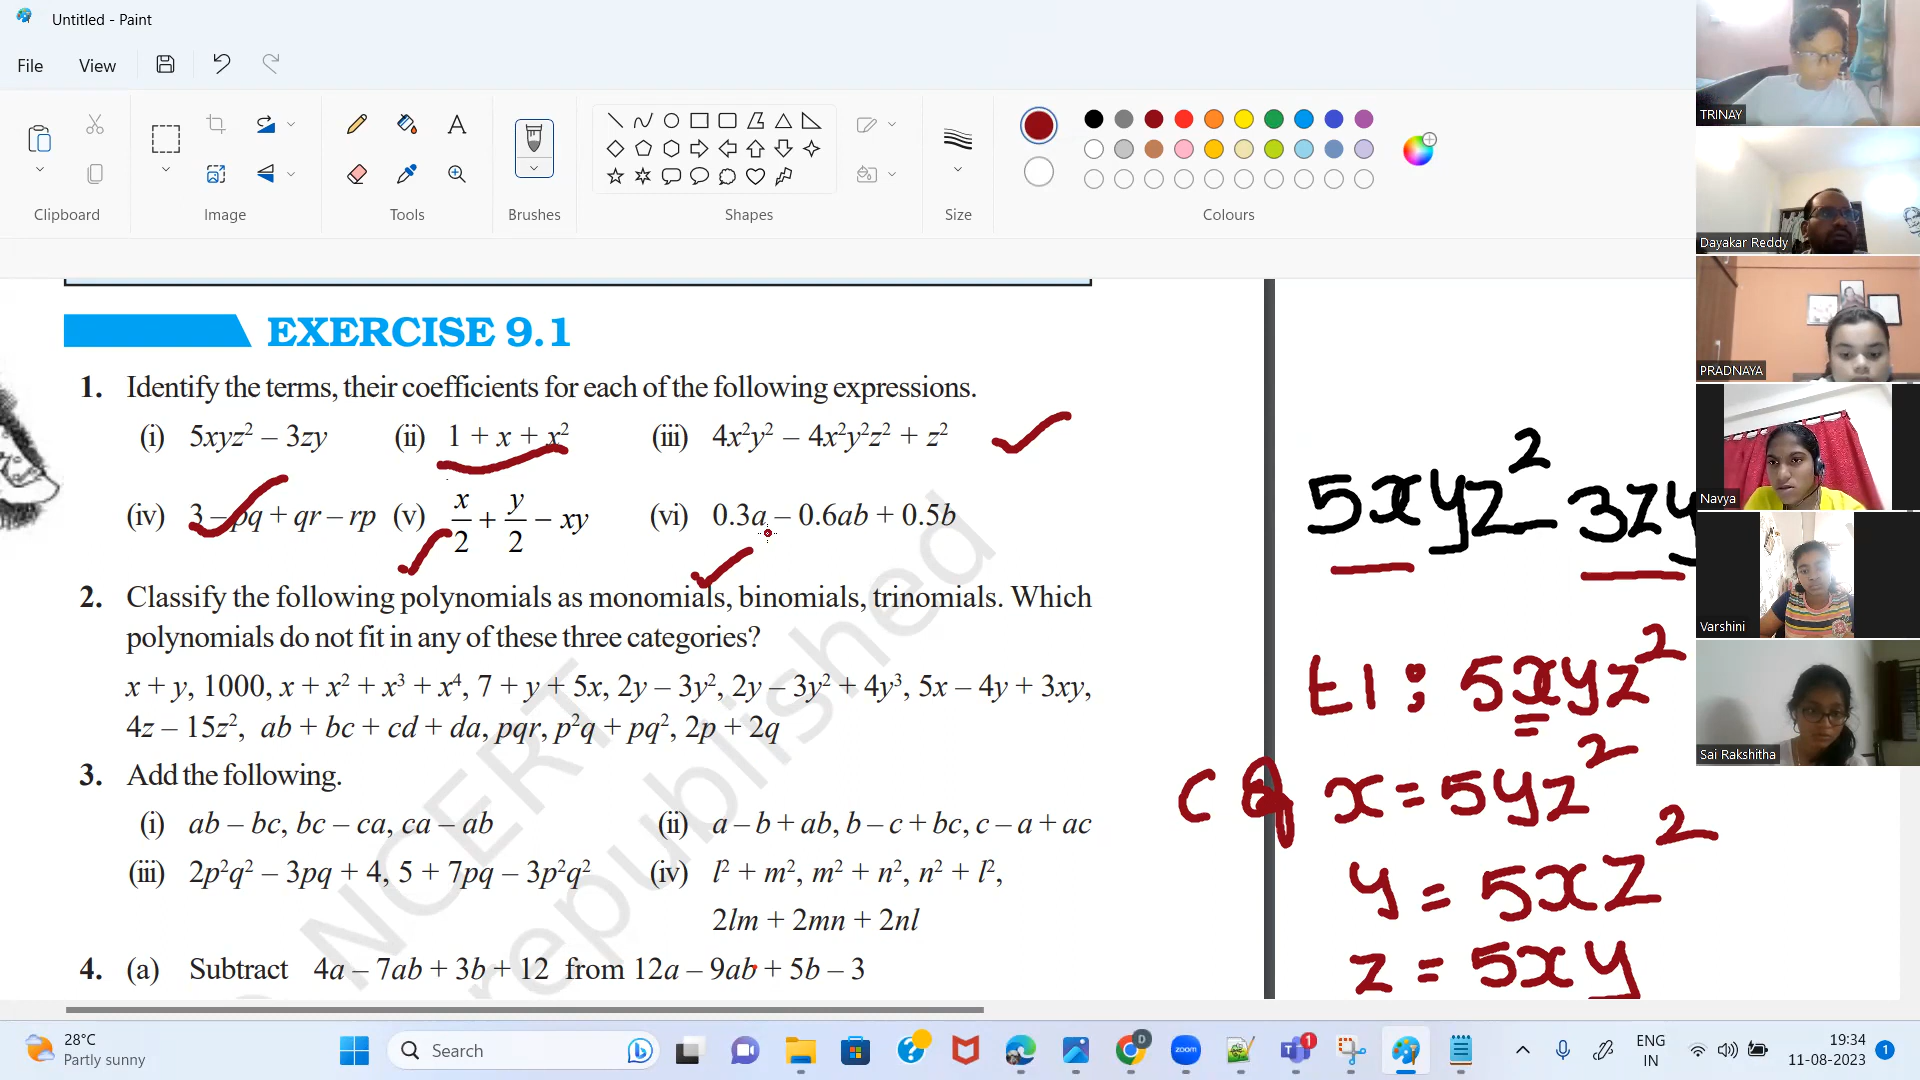 Untitled - Paint
File View
Clipboard Image Tools Brushes Shapes Size Colours
EXERCISE 9.1
1. Identify the terms, their coefficients for each of the following expressions.
(i) 5xyz² – 3zy (ii) 1 + x + x² (iii) 4x²y² – 4x²y²z² + z²
(iv) 3 – pq + qr – rp (v) x/2 + y/2 – xy (vi) 0.3a – 0.6ab + 0.5b
2. Classify the following polynomials as monomials, binomials, trinomials. Which
polynomials do not fit in any of these three categories?
x + y, 1000, x + x² + x³ + x⁴, 7 + y + 5x, 2y – 3y², 2y – 3y² + 4y³, 5x – 4y + 3xy,
4z – 15z², ab + bc + cd + da, pqr, p²q + pq², 2p + 2q
3. Add the following.
(i) ab – bc, bc – ca, ca – ab (ii) a – b + ab, b – c + bc, c – a + ac
(iii) 2p²q² – 3pq + 4, 5 + 7pq – 3p²q² (iv) l² + m², m² + n², n² + l²,
2lm + 2mn + 2nl
4. (a) Subtract 4a – 7ab + 3b + 12 from 12a – 9ab + 5b – 3
NCERT
republished
5xyz² – 3zy
t1 : 5xyz²
x = 5yz²
y = 5xz²
z = 5xy
TRINAY
Dayakar Reddy
PRADNAYA
Navya
Varshini
Sai Rakshitha
28°C
Partly sunny
Search
zoom
ENG
IN
19:34
11-08-2023
1